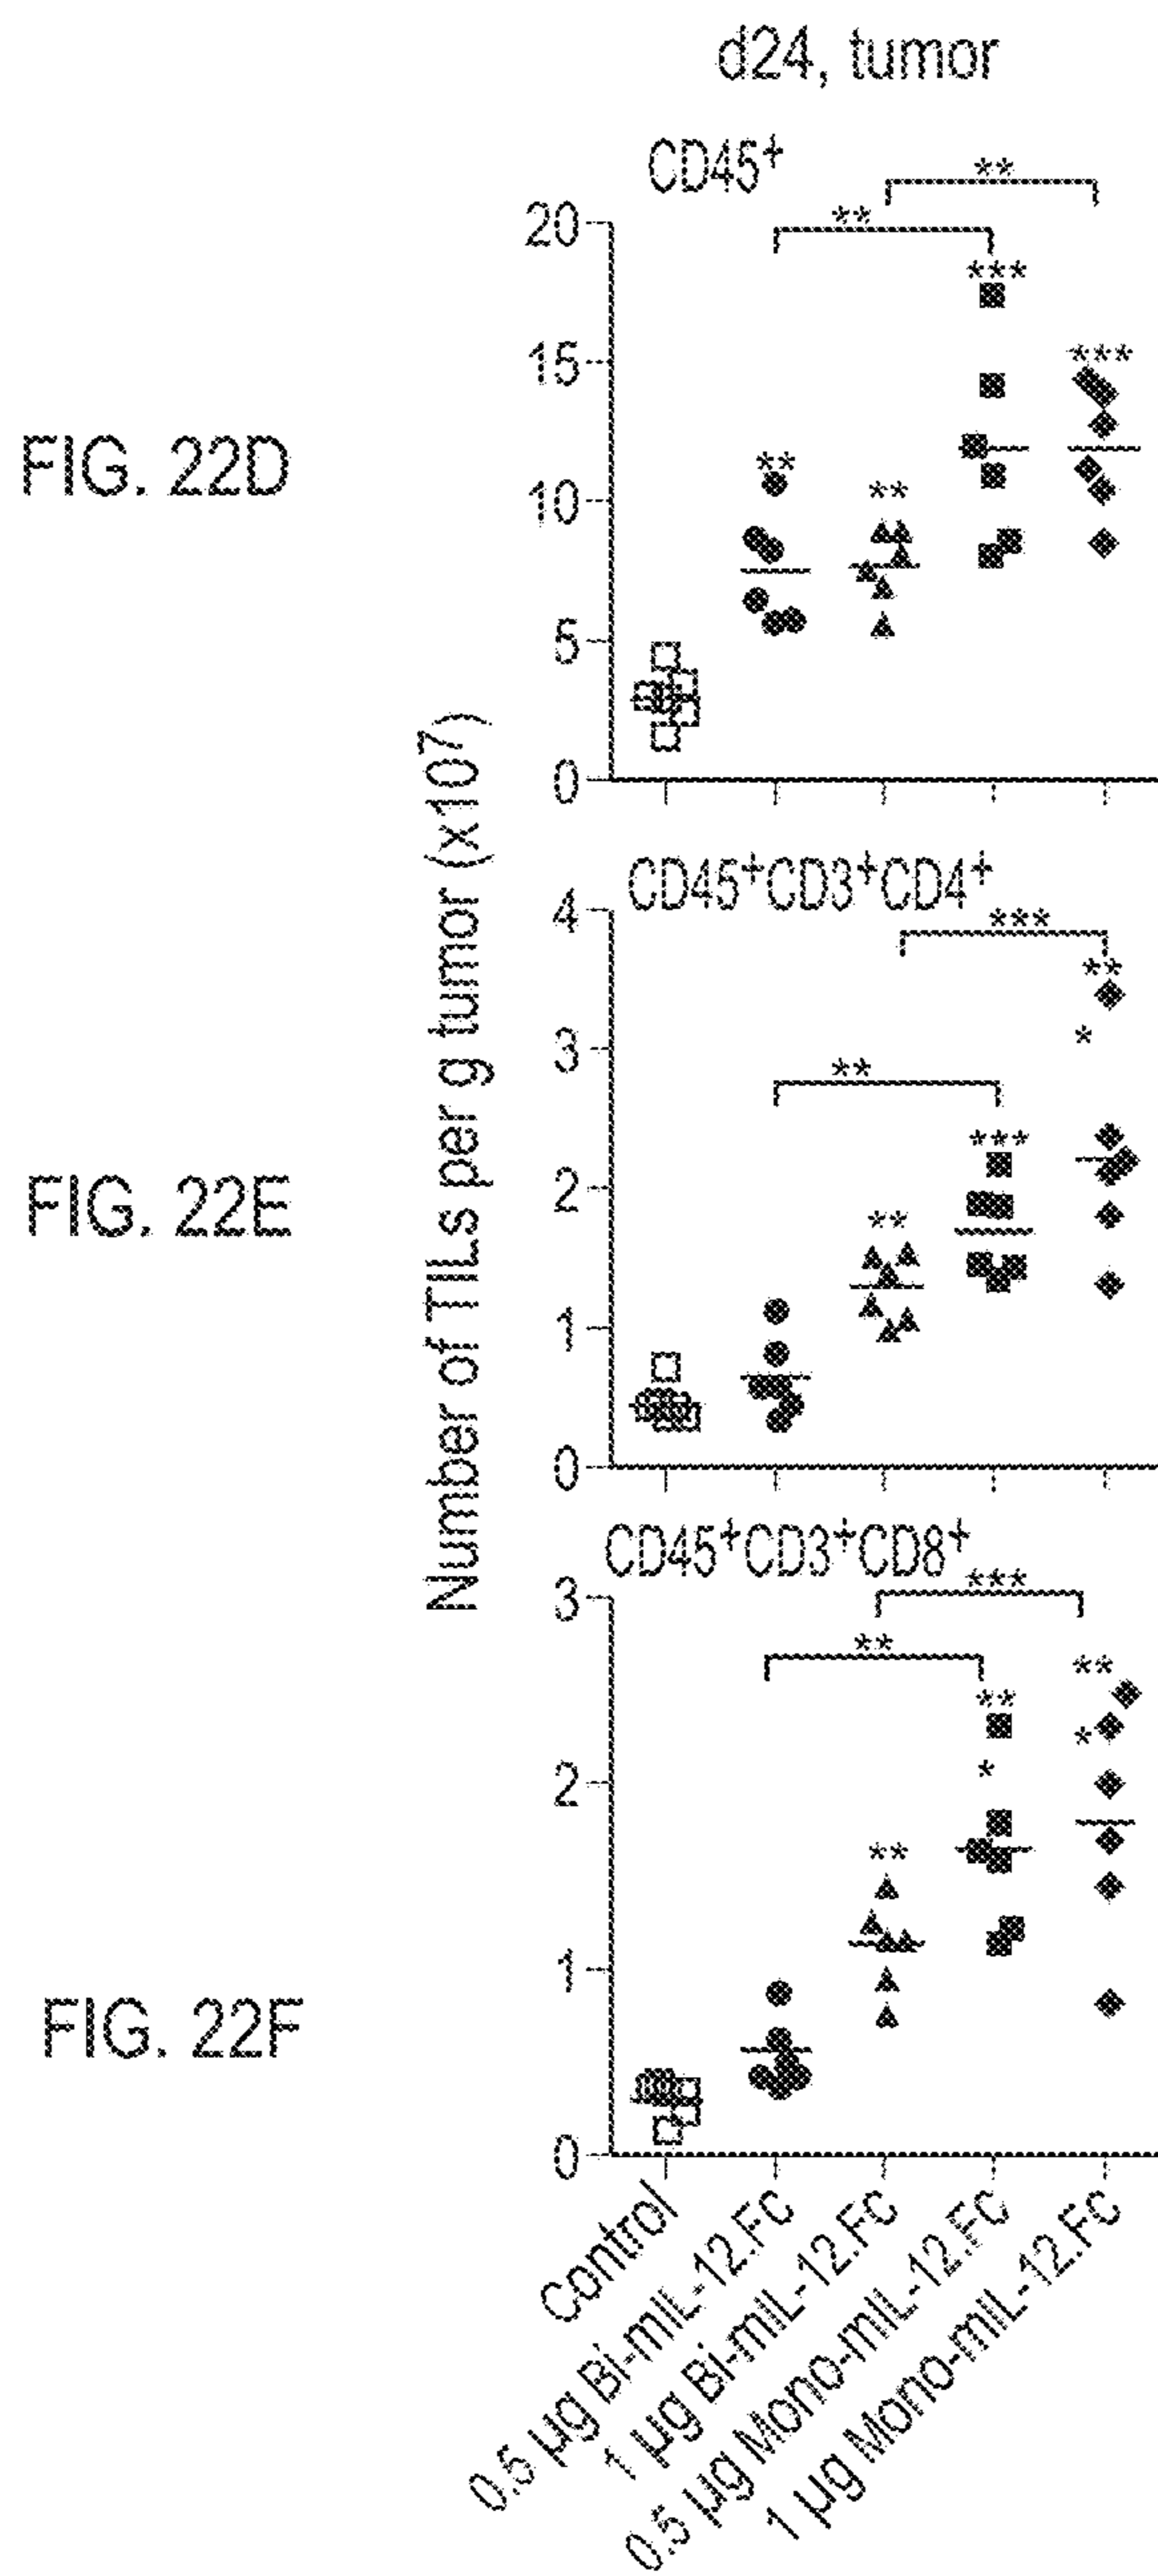 d24, tumor
FIG. 22D
CD45+
**
**
***
***
**
**
20
15
10
5
0
Number of TILs per g tumor (x107)
FIG. 22E
CD45+CD3+CD4+
***
**
*
**
***
**
4
3
2
1
0
FIG. 22F
CD45+CD3+CD8+
***
**
**
**
*
*
**
3
2
1
0
Control
0.5 µg Bi-mIL-12.FC
1 µg Bi-mIL-12.FC
0.5 µg Mono-mIL-12.FC
1 µg Mono-mIL-12.FC